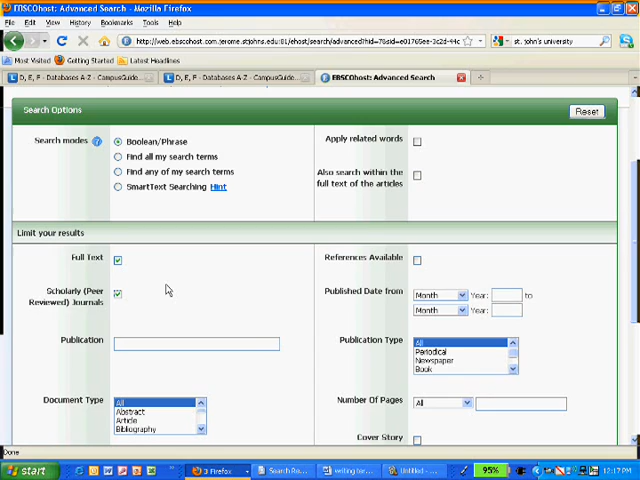 EBSCOhost: Advanced Search - Mozilla Firefox
File Edit View History Bookmarks Tools Help
http://web.ebscohost.com.jerome.stjohns.edu:81/ehost/search/advanced?hid=7&sid=e01765ee-3c2d-44c st. john's university
Most Visited Getting Started Latest Headlines
D, E, F - Databases A-Z - CampusGuide... D, E, F - Databases A-Z - CampusGuide... EBSCOhost: Advanced Search
Search Options Reset
Search modes Boolean/Phrase Apply related words
Find all my search terms
Find any of my search terms Also search within the
full text of the articles
SmartText Searching Hint
Limit your results
Full Text References Available
Scholarly (Peer Published Date from Month Year: to
Reviewed) Journals Month Year:
Publication Publication Type All
Periodical
Newspaper
Book
Document Type All Number Of Pages All
Abstract
Article
Bibliography
Cover Story
Done
start 3 Firefox Search Re... writing ter... Untitled - ... 95% 12:17 PM